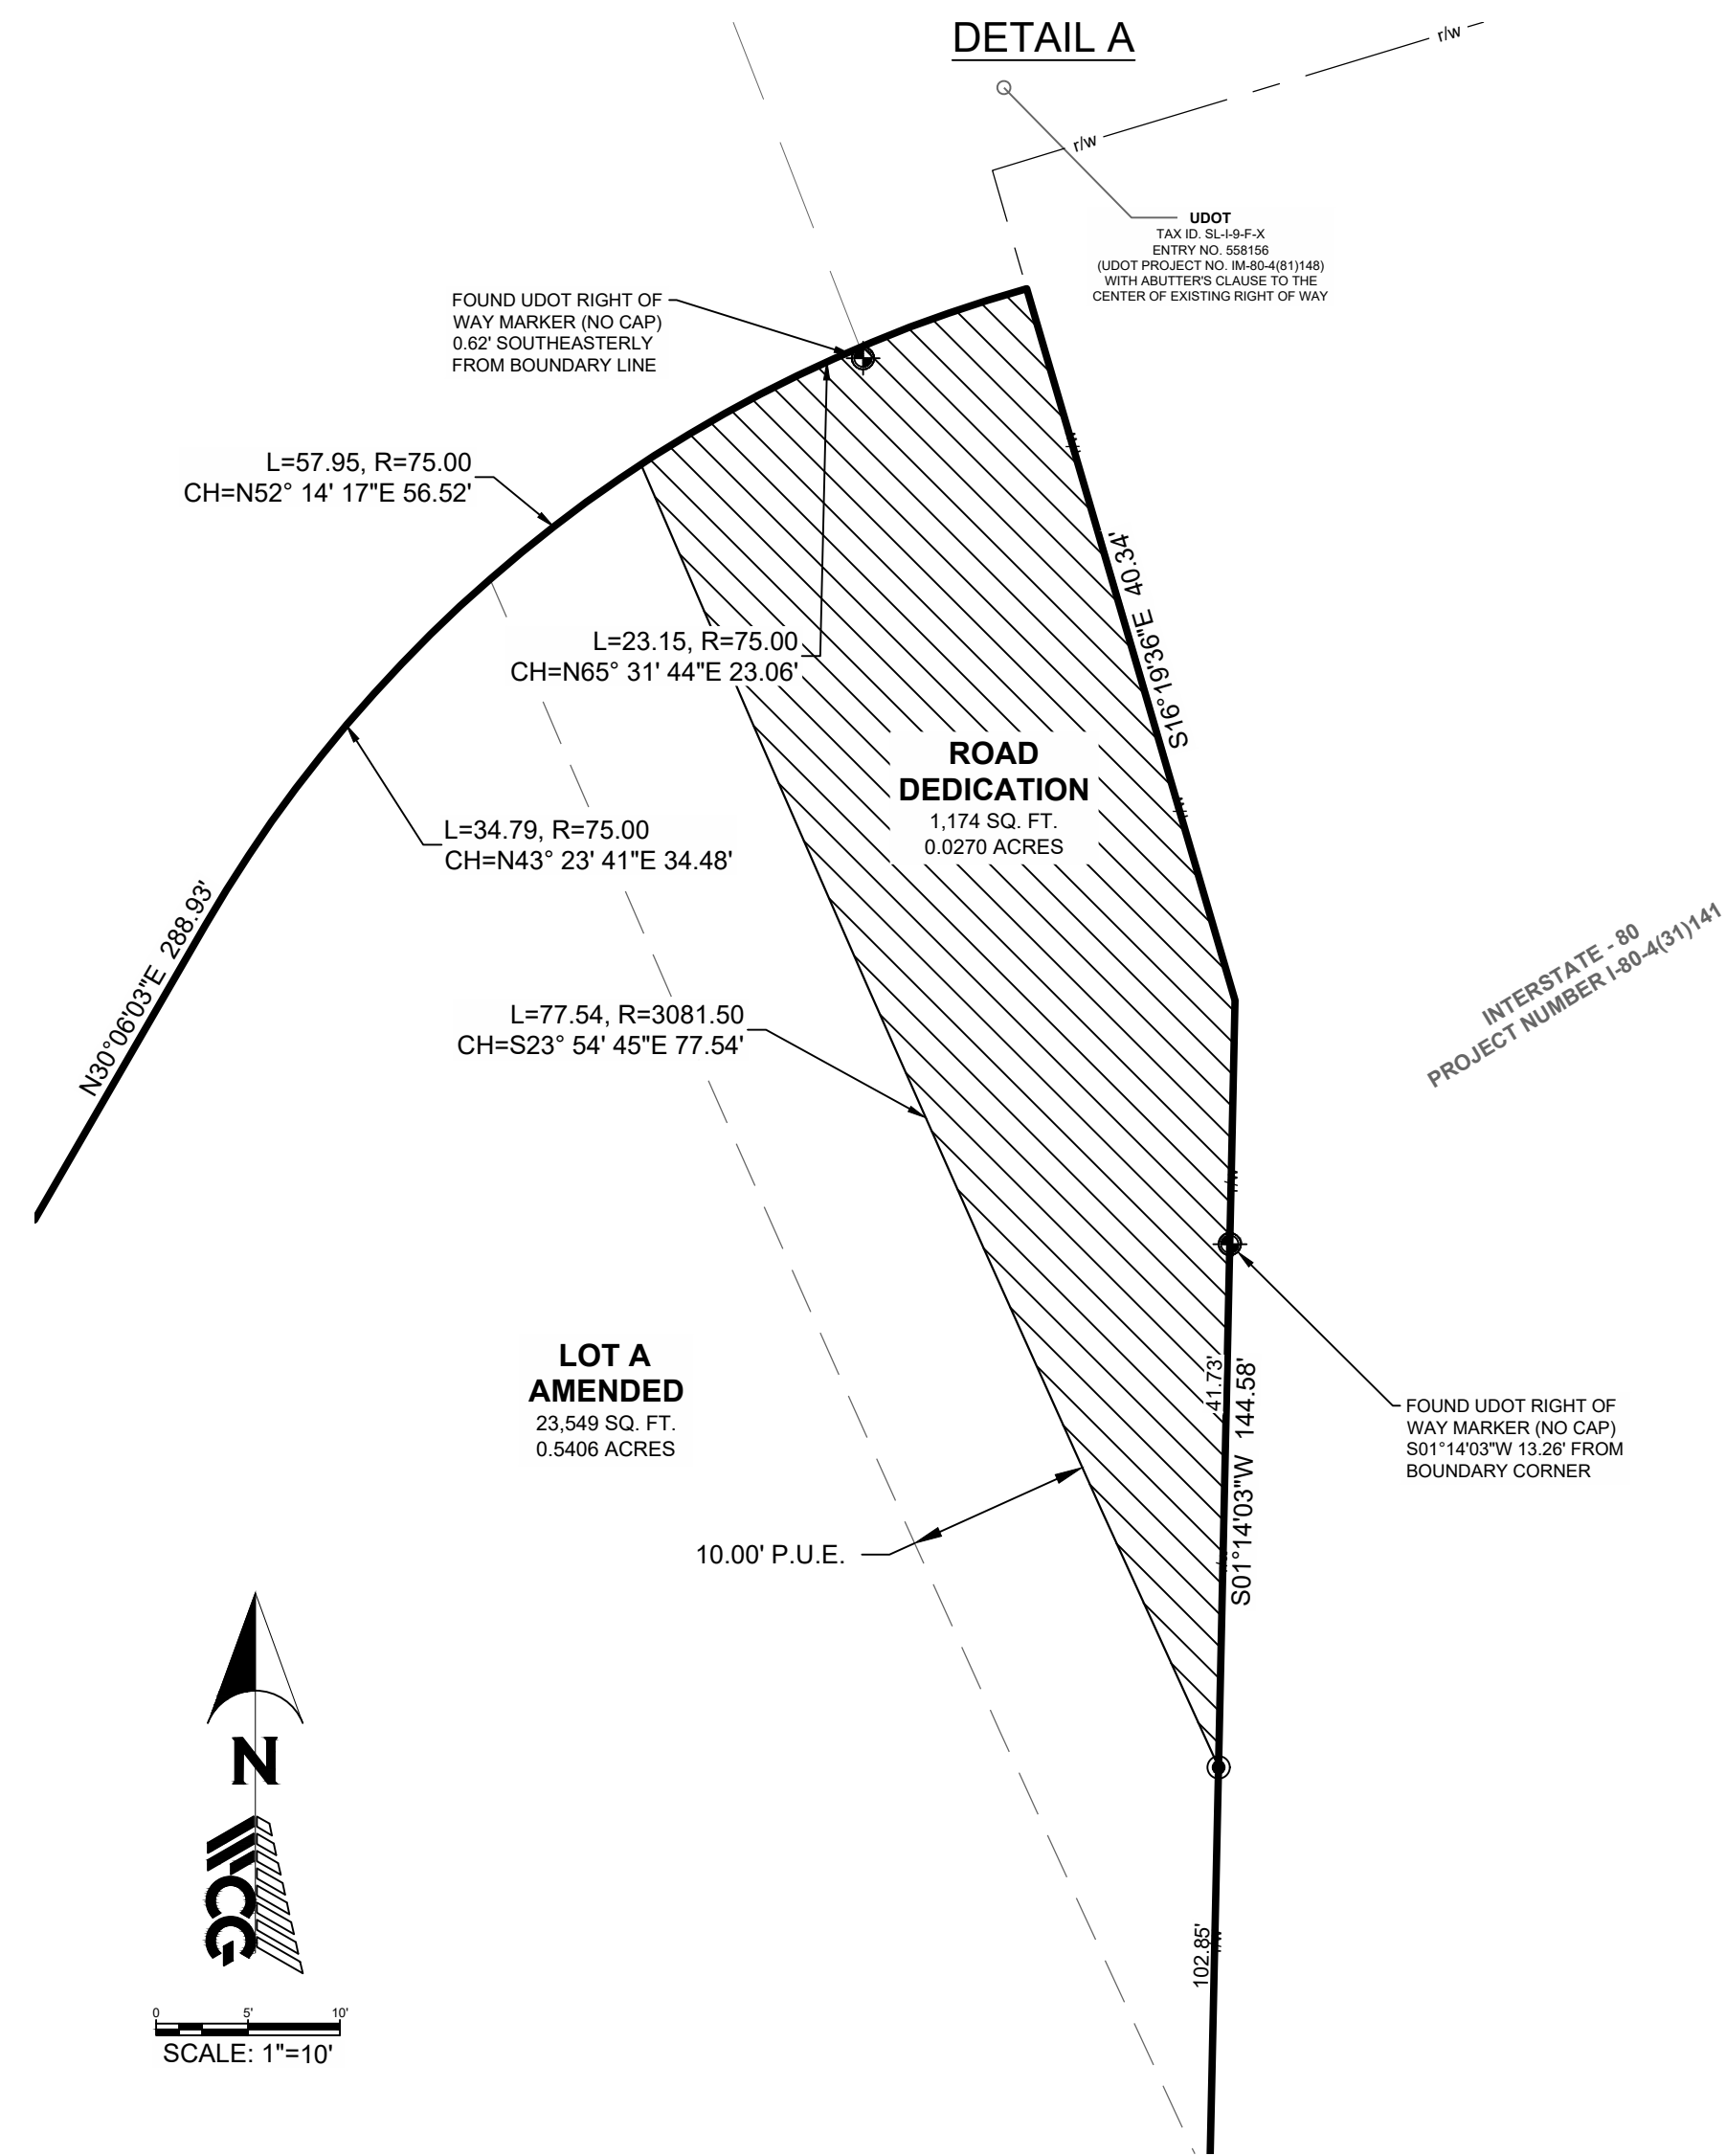 DETAIL A
r/w
r/w
UDOT
TAX ID. SL-I-9-F-X
ENTRY NO. 558156
(UDOT PROJECT NO. IM-80-4(81)148)
WITH ABUTTER'S CLAUSE TO THE
CENTER OF EXISTING RIGHT OF WAY
FOUND UDOT RIGHT OF
WAY MARKER (NO CAP)
0.62' SOUTHEASTERLY
FROM BOUNDARY LINE
L=57.95, R=75.00
CH=N52° 14' 17"E 56.52'
S16°19'36"E 40.34'
L=23.15, R=75.00
CH=N65° 31' 44"E 23.06'
ROAD
DEDICATION
1,174 SQ. FT.
0.0270 ACRES
L=34.79, R=75.00
CH=N43° 23' 41"E 34.48'
N30°06'03"E 288.93'
L=77.54, R=3081.50
CH=S23° 54' 45"E 77.54'
INTERSTATE - 80
PROJECT NUMBER I-80-4(31)141
LOT A
AMENDED
23,549 SQ. FT.
0.5406 ACRES
41.73'
S01°14'03"W 144.58'
FOUND UDOT RIGHT OF
WAY MARKER (NO CAP)
S01°14'03"W 13.26' FROM
BOUNDARY CORNER
10.00' P.U.E.
N
CG
102.85'
0 5' 10'
SCALE: 1"=10'